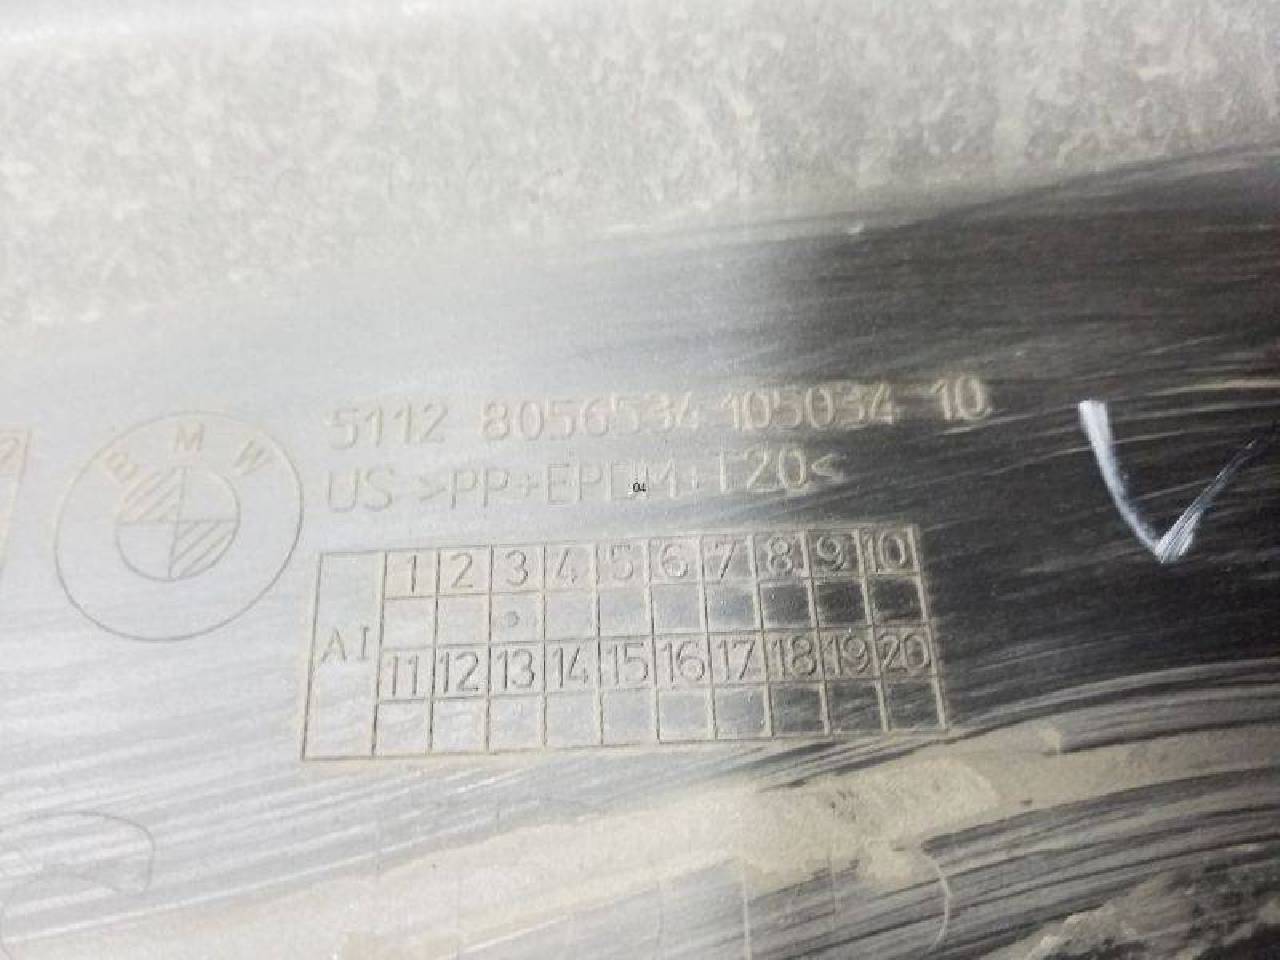 BMW
5112 8056534 105034 10
US >PP+EPDM+T20<
04
AI
1 2 3 4 5 6 7 8 9 10
11 12 13 14 15 16 17 18 19 20